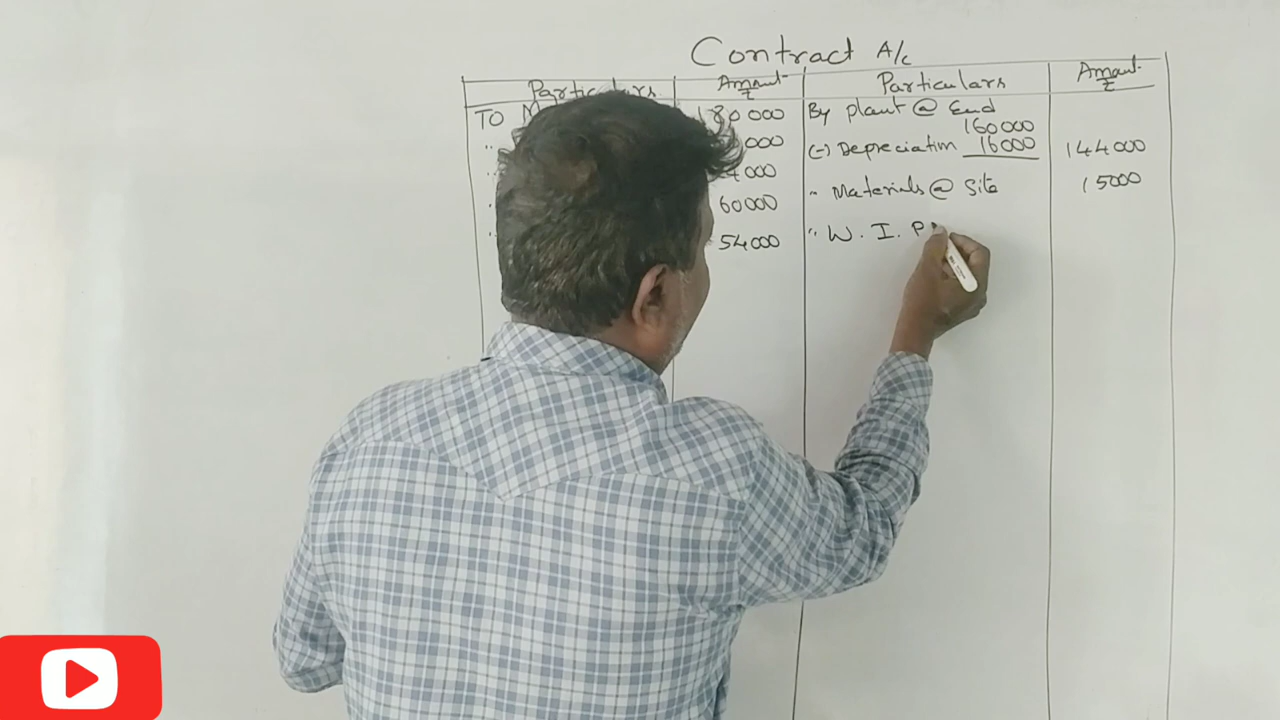 Contract A/c
Particulars Amount ₹ Particulars Amount ₹
TO 180000 By plant @ End
160000
" 000 (-) Depreciation 16000 144000
" 4000 " Materials @ Site 15000
60000
" 54000 " W. I. P